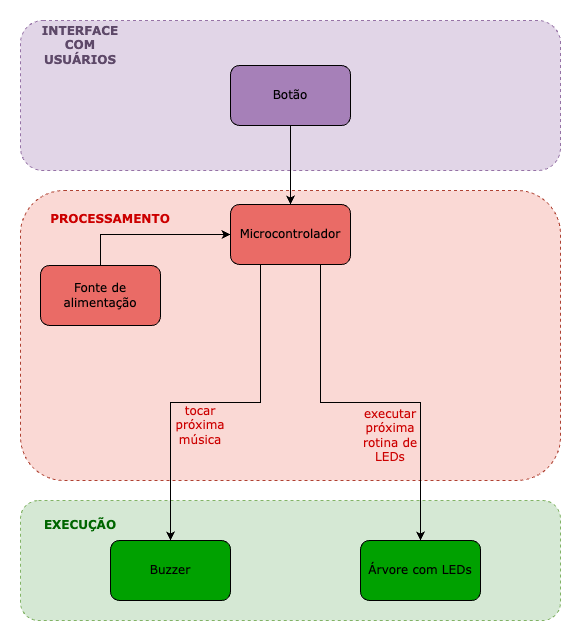 INTERFACE
COM
USUÁRIOS
Botão
PROCESSAMENTO
Microcontrolador
Fonte de
alimentação
tocar
próxima
música
executar
próxima
rotina de
LEDs
EXECUÇÃO
Buzzer
Árvore com LEDs